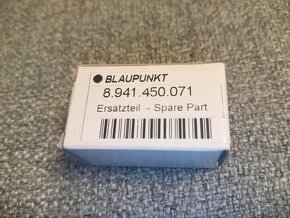 BLAUPUNKT
8.941.450.071
Ersatzteil - Spare Part